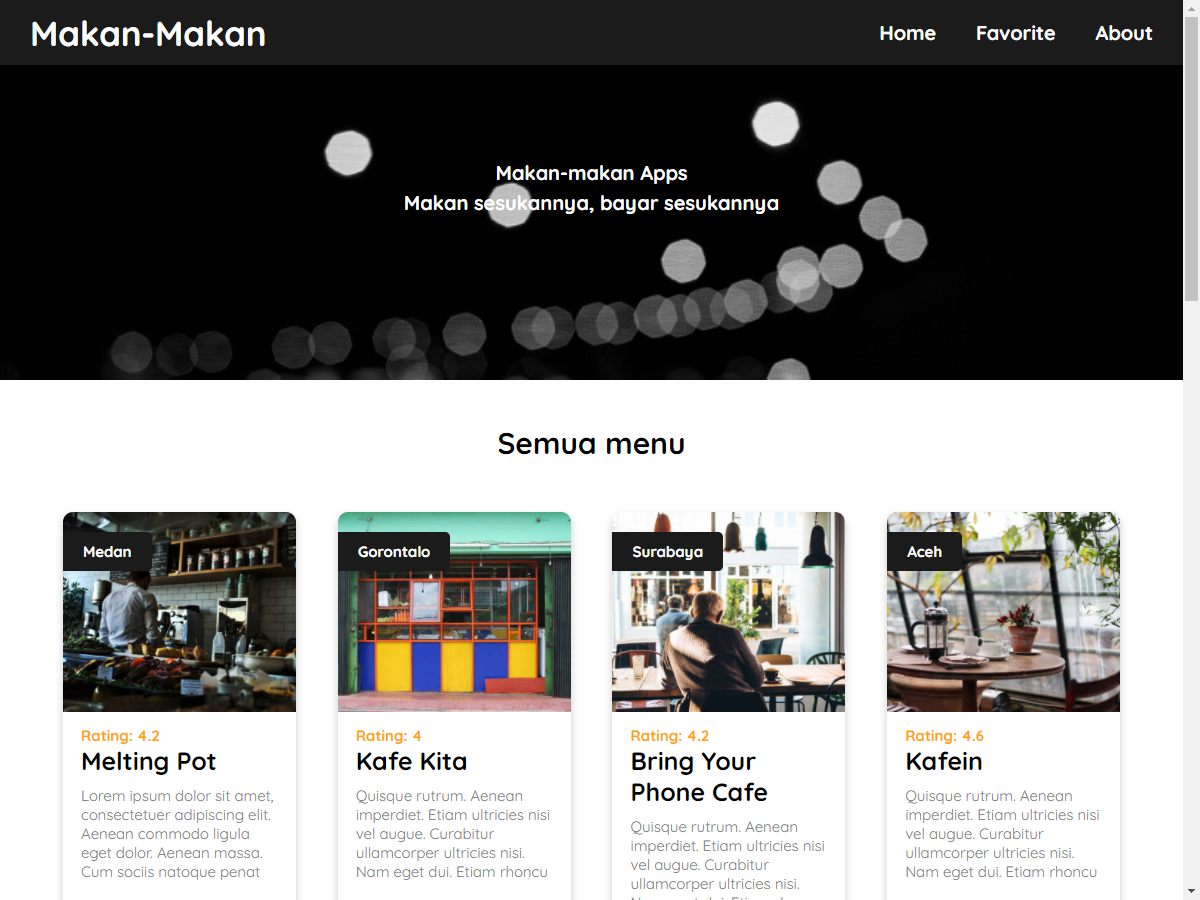 Makan-Makan
Home Favorite About
Makan-makan Apps
Makan sesukannya, bayar sesukannya
Semua menu
Medan
Rating: 4.2
Melting Pot
Lorem ipsum dolor sit amet,
consectetuer adipiscing elit.
Aenean commodo ligula
eget dolor. Aenean massa.
Cum sociis natoque penat
Gorontalo
Rating: 4
Kafe Kita
Quisque rutrum. Aenean
imperdiet. Etiam ultricies nisi
vel augue. Curabitur
ullamcorper ultricies nisi.
Nam eget dui. Etiam rhoncu
Surabaya
Rating: 4.2
Bring Your
Phone Cafe
Quisque rutrum. Aenean
imperdiet. Etiam ultricies nisi
vel augue. Curabitur
ullamcorper ultricies nisi.
Aceh
Rating: 4.6
Kafein
Quisque rutrum. Aenean
imperdiet. Etiam ultricies nisi
vel augue. Curabitur
ullamcorper ultricies nisi.
Nam eget dui. Etiam rhoncu